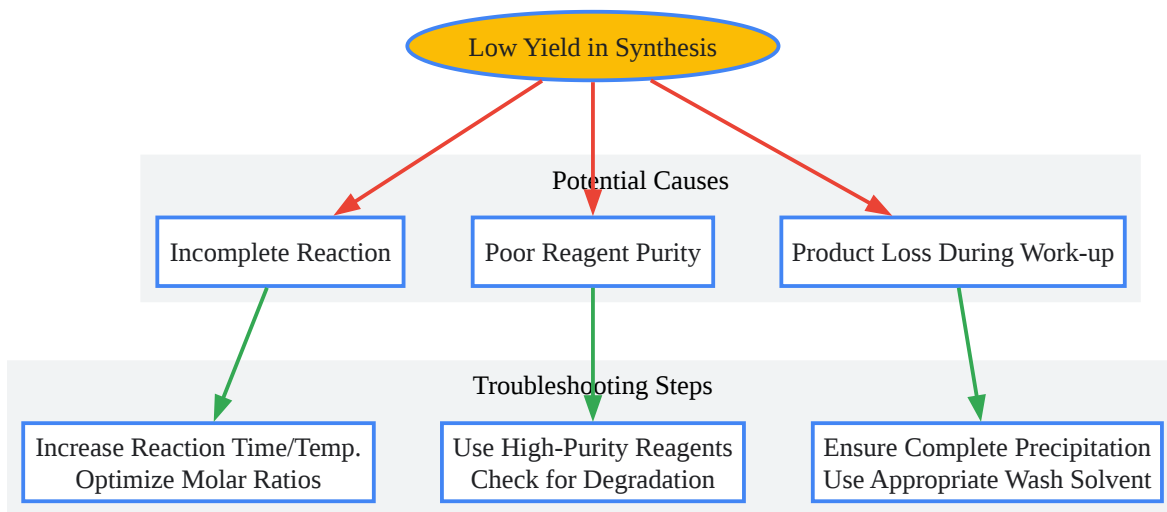 Low Yield in Synthesis
Potential Causes
Incomplete Reaction
Poor Reagent Purity
Product Loss During Work-up
Troubleshooting Steps
Increase Reaction Time/Temp.
Optimize Molar Ratios
Use High-Purity Reagents
Check for Degradation
Ensure Complete Precipitation
Use Appropriate Wash Solvent